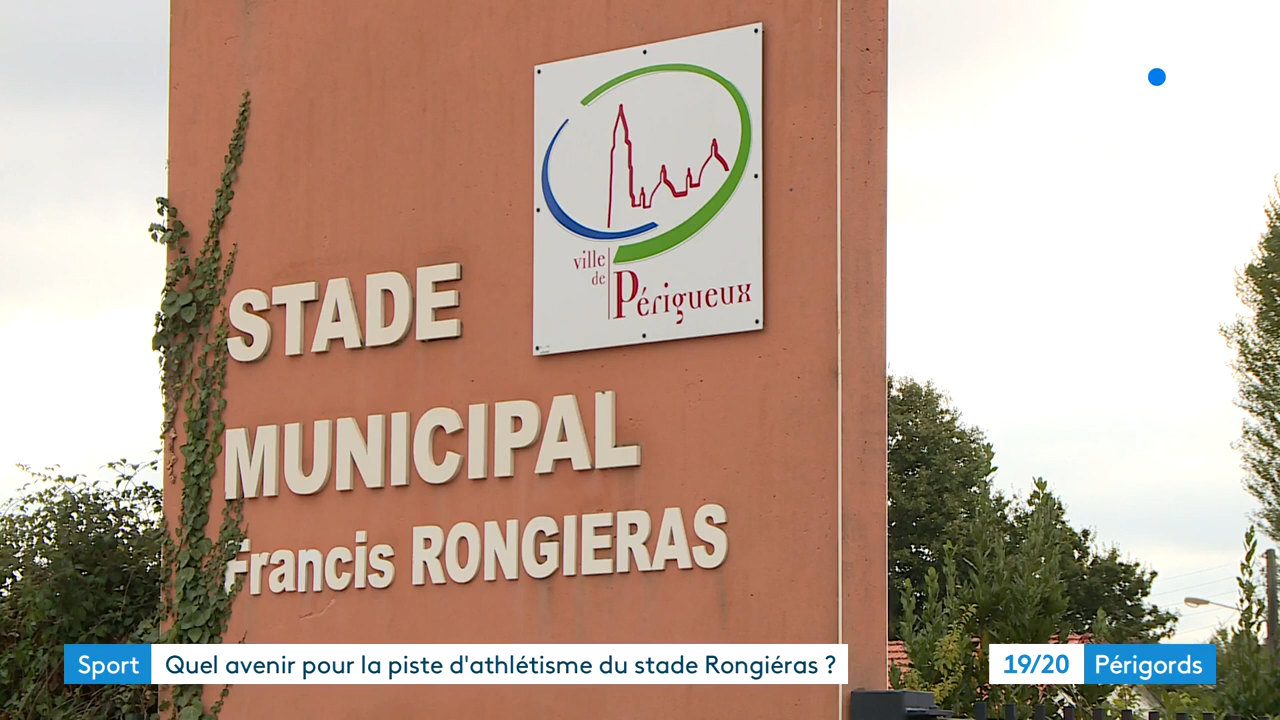 ville
de
Périgueux
STADE
MUNICIPAL
Francis RONGIERAS
Sport Quel avenir pour la piste d'athlétisme du stade Rongiéras ?
19/20 Périgords